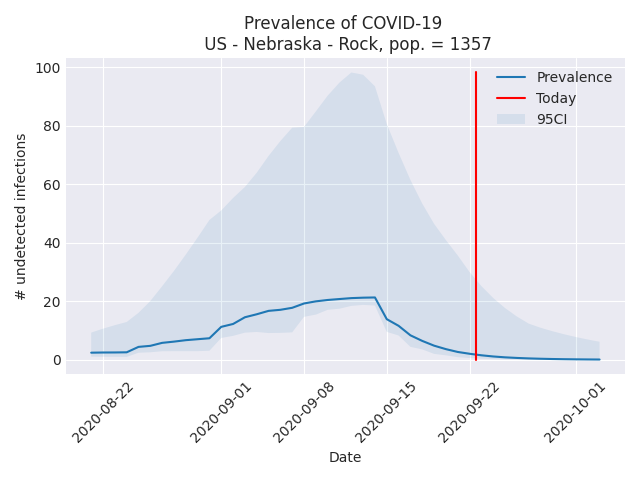 Prevalence of COVID-19
US - Nebraska - Rock, pop. = 1357
100
80
60
40
20
0
# undetected infections
Prevalence
Today
95CI
2020-08-22
2020-09-01
2020-09-08
2020-09-15
2020-09-22
2020-10-01
Date